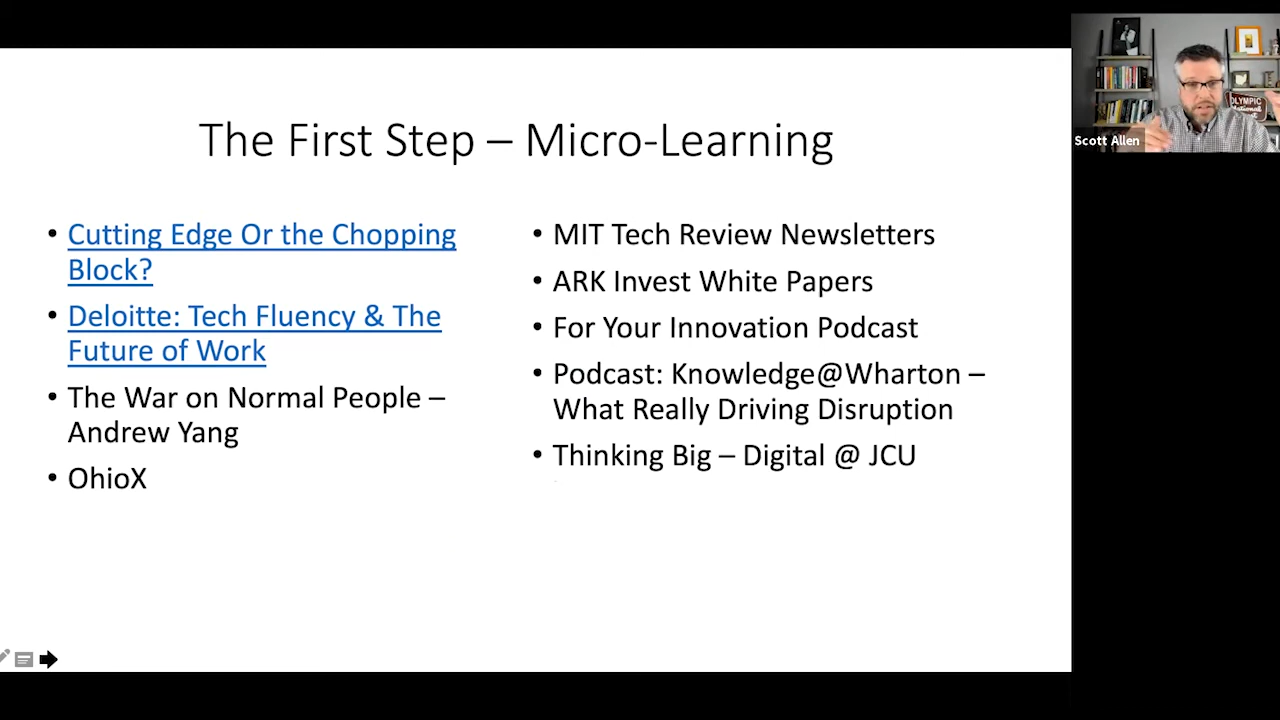 The First Step – Micro-Learning
• Cutting Edge Or the Chopping
Block?
• Deloitte: Tech Fluency & The
Future of Work
• The War on Normal People –
Andrew Yang
• OhioX
• MIT Tech Review Newsletters
• ARK Invest White Papers
• For Your Innovation Podcast
• Podcast: Knowledge@Wharton –
What Really Driving Disruption
• Thinking Big – Digital @ JCU
OLYMPIC
Scott Allen